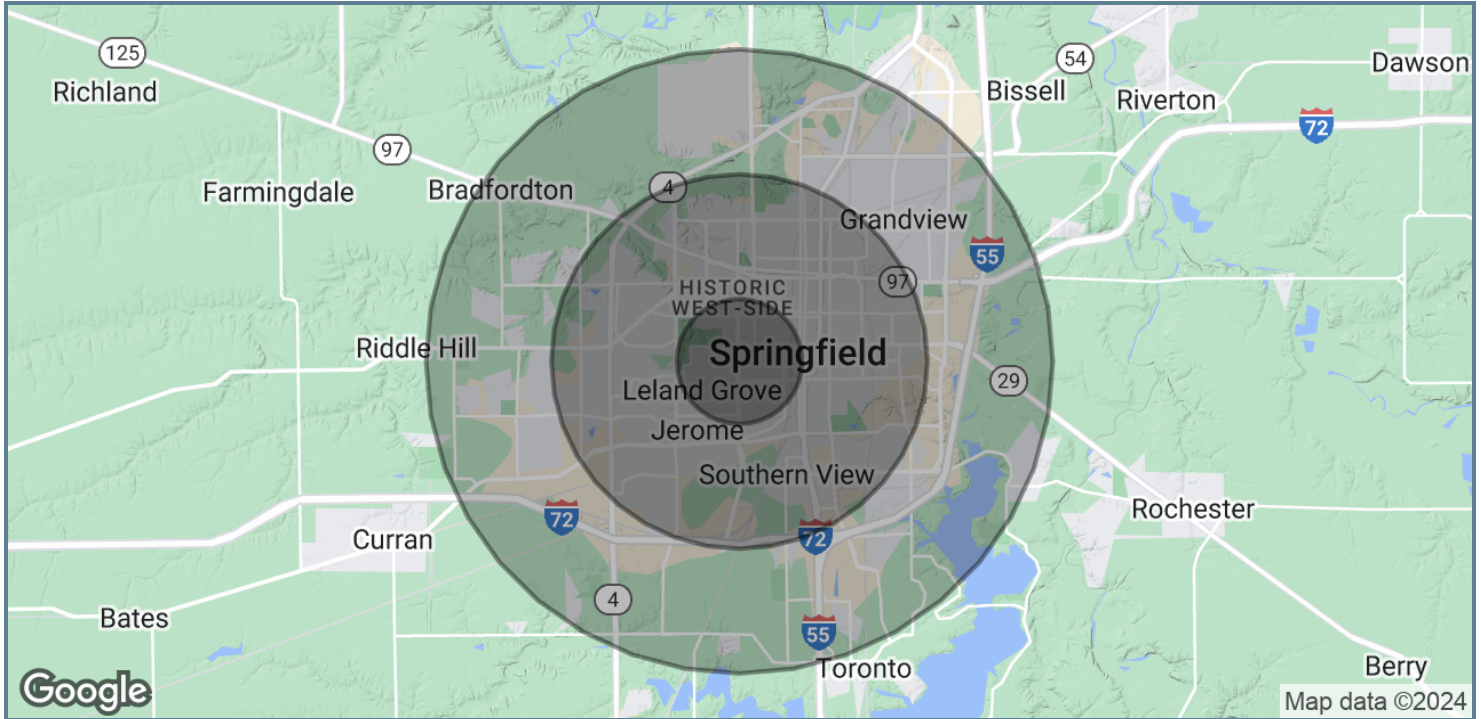 125
Richland
54
Dawson
Bissell
Riverton
72
97
Farmingdale
Bradfordton
4
Grandview
55
97
HISTORIC
WEST-SIDE
Riddle Hill
Springfield
29
Leland Grove
Jerome
Southern View
72
72
Rochester
Curran
4
Bates
55
Toronto
Berry
Google
Map data ©2024